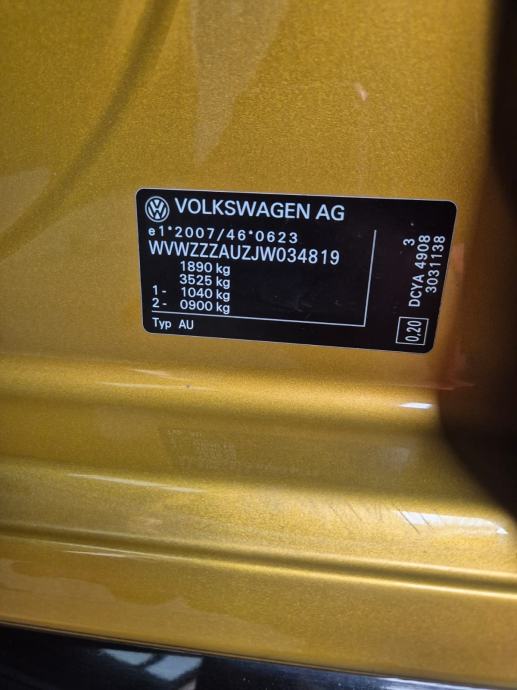 VOLKSWAGEN AG
e1*2007/46*0623
WVWZZZAUZJW034819
1890 kg
3525 kg
1- 1040 kg
2- 0900 kg
Typ AU
0,20
DCYA 4908 3
3031138